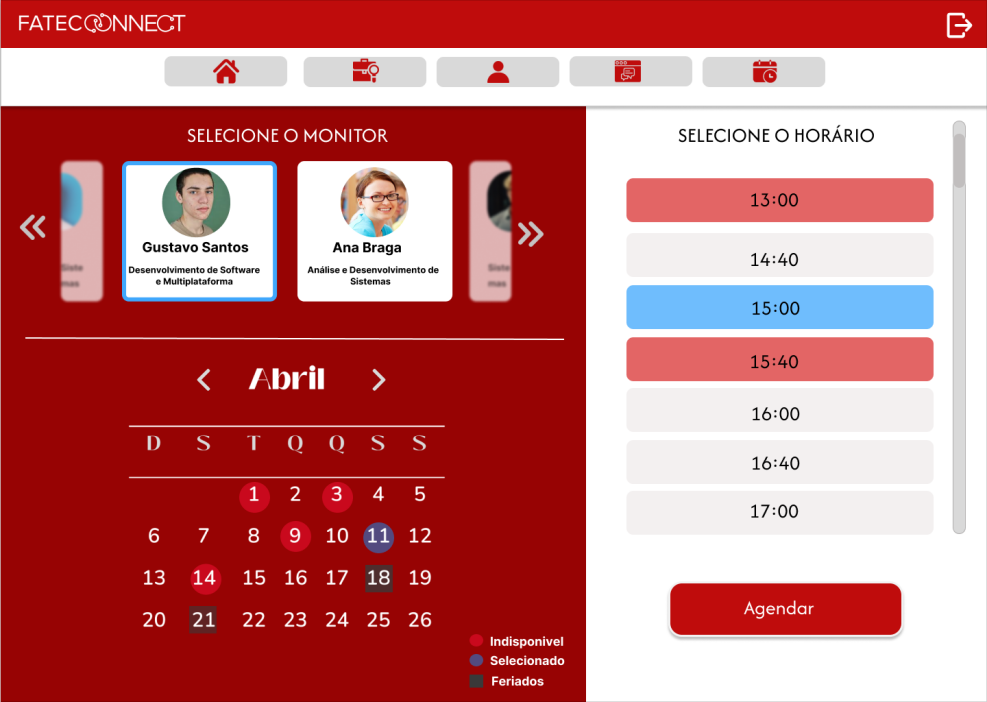 FATECCONNECT
SELECIONE O MONITOR
Siste
mas
Gustavo Santos
Desenvolvimento de Software
e Multiplataforma
Ana Braga
Análise e Desenvolvimento de
Sistemas
Siste
mas
Abril
D S T Q Q S S
1 2 3 4 5
6 7 8 9 10 11 12
13 14 15 16 17 18 19
20 21 22 23 24 25 26
Indisponivel
Selecionado
Feriados
SELECIONE O HORÁRIO
13:00
14:40
15:00
15:40
16:00
16:40
17:00
Agendar